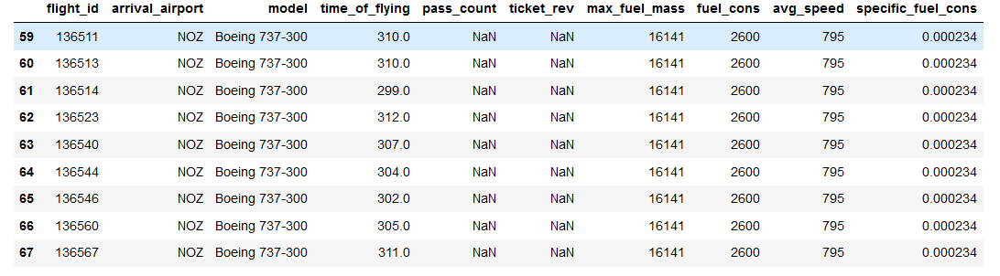 flight_id arrival_airport model time_of_flying pass_count ticket_rev max_fuel_mass fuel_cons avg_speed specific_fuel_cons
59 136511 NOZ Boeing 737-300 310.0 NaN NaN 16141 2600 795 0.000234
60 136513 NOZ Boeing 737-300 310.0 NaN NaN 16141 2600 795 0.000234
61 136514 NOZ Boeing 737-300 299.0 NaN NaN 16141 2600 795 0.000234
62 136523 NOZ Boeing 737-300 312.0 NaN NaN 16141 2600 795 0.000234
63 136540 NOZ Boeing 737-300 307.0 NaN NaN 16141 2600 795 0.000234
64 136544 NOZ Boeing 737-300 304.0 NaN NaN 16141 2600 795 0.000234
65 136546 NOZ Boeing 737-300 302.0 NaN NaN 16141 2600 795 0.000234
66 136560 NOZ Boeing 737-300 305.0 NaN NaN 16141 2600 795 0.000234
67 136567 NOZ Boeing 737-300 311.0 NaN NaN 16141 2600 795 0.000234